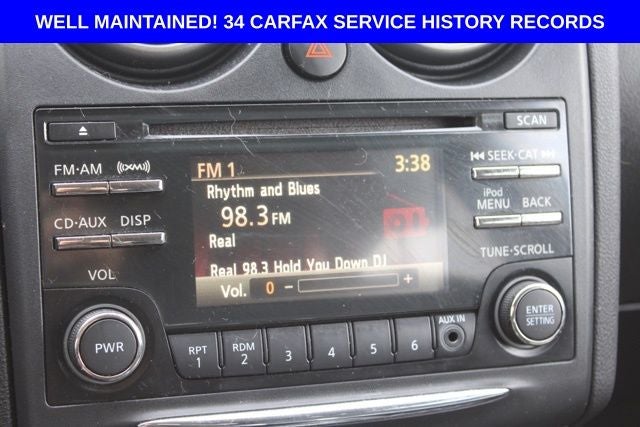 WELL MAINTAINED! 34 CARFAX SERVICE HISTORY RECORDS
SCAN
FM·AM ((XM))
FM 1 3:38
SEEK·CAT
Rhythm and Blues
98.3 FM
iPod
MENU BACK
CD·AUX DISP
Real
Real 98.3 Hold You Down DJ
TUNE·SCROLL
VOL
Vol. 0 − +
ENTER
SETTING
AUX IN
PWR
RPT
1
RDM
2
3
4
5
6